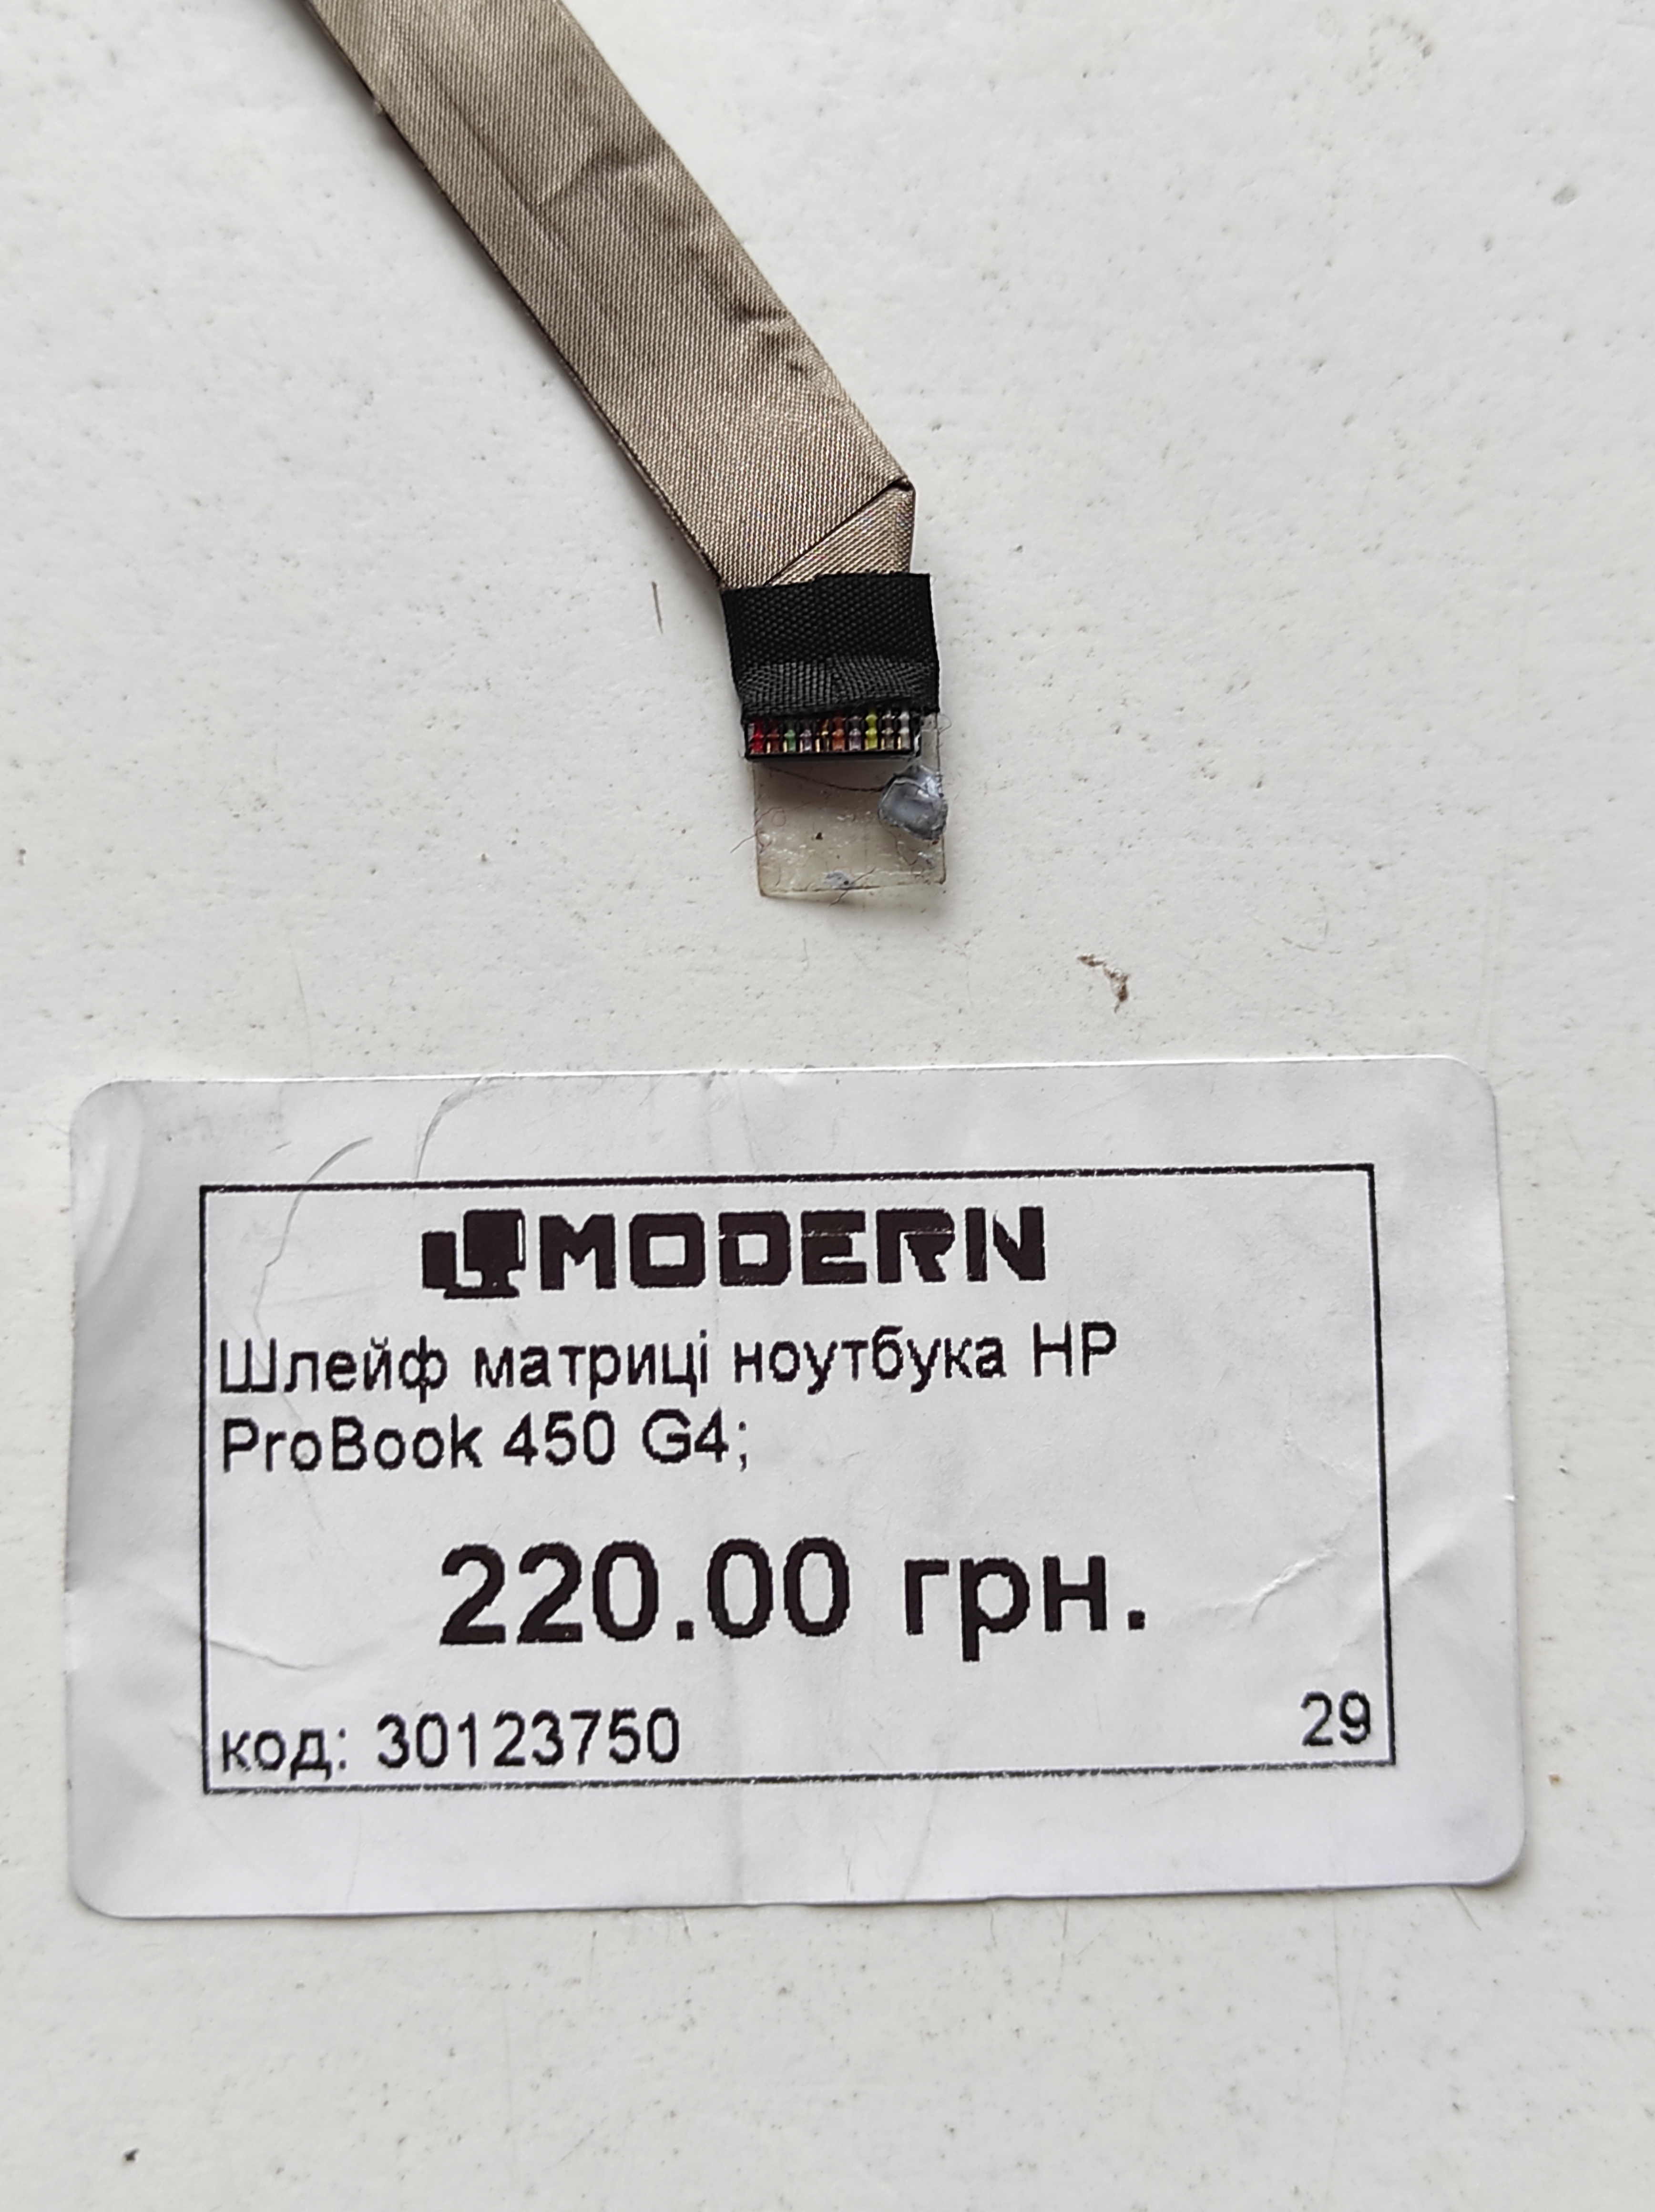 MODERN
Шлейф матриці ноутбука HP
ProBook 450 G4;
220.00 грн.
код: 30123750 29